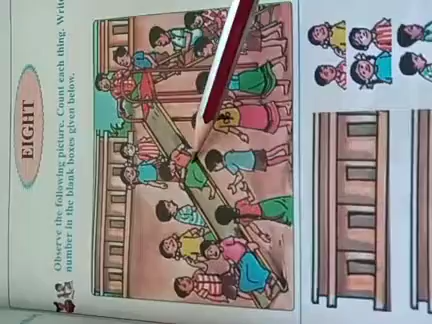 EIGHT
Observe the following picture. Count each thing. Write
number in the blank boxes given below.